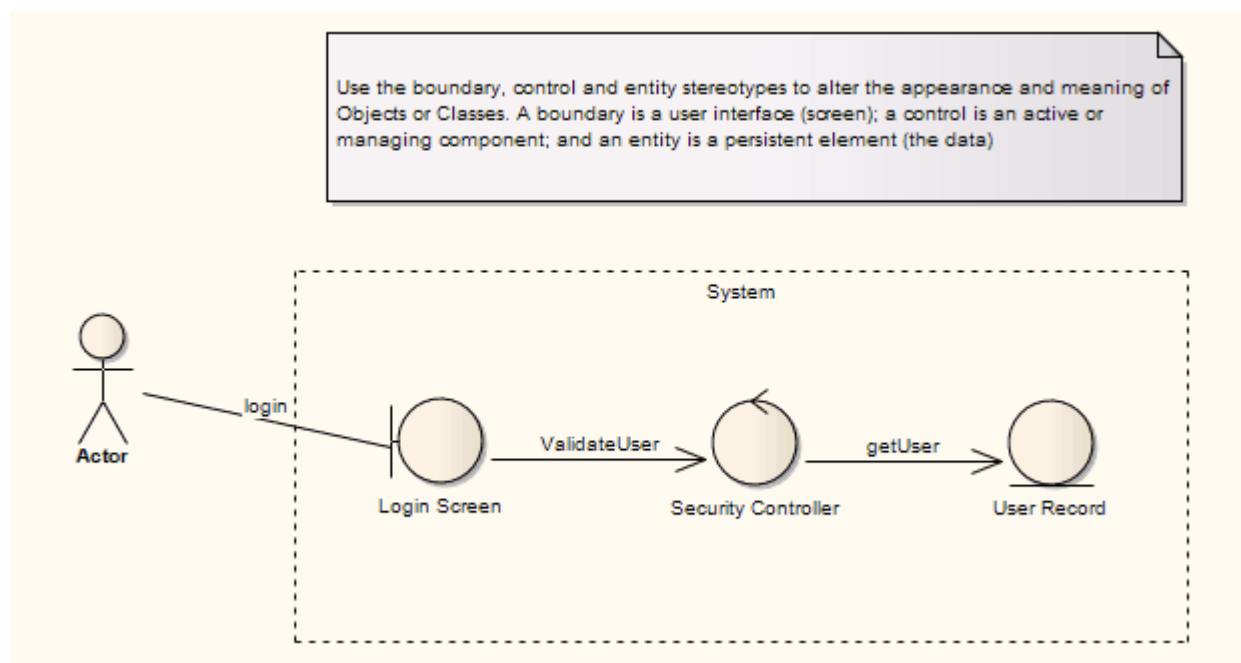 Use the boundary, control and entity stereotypes to alter the appearance and meaning of
Objects or Classes. A boundary is a user interface (screen); a control is an active or
managing component; and an entity is a persistent element (the data)
System
login
ValidateUser
getUser
Actor
Login Screen
Security Controller
User Record